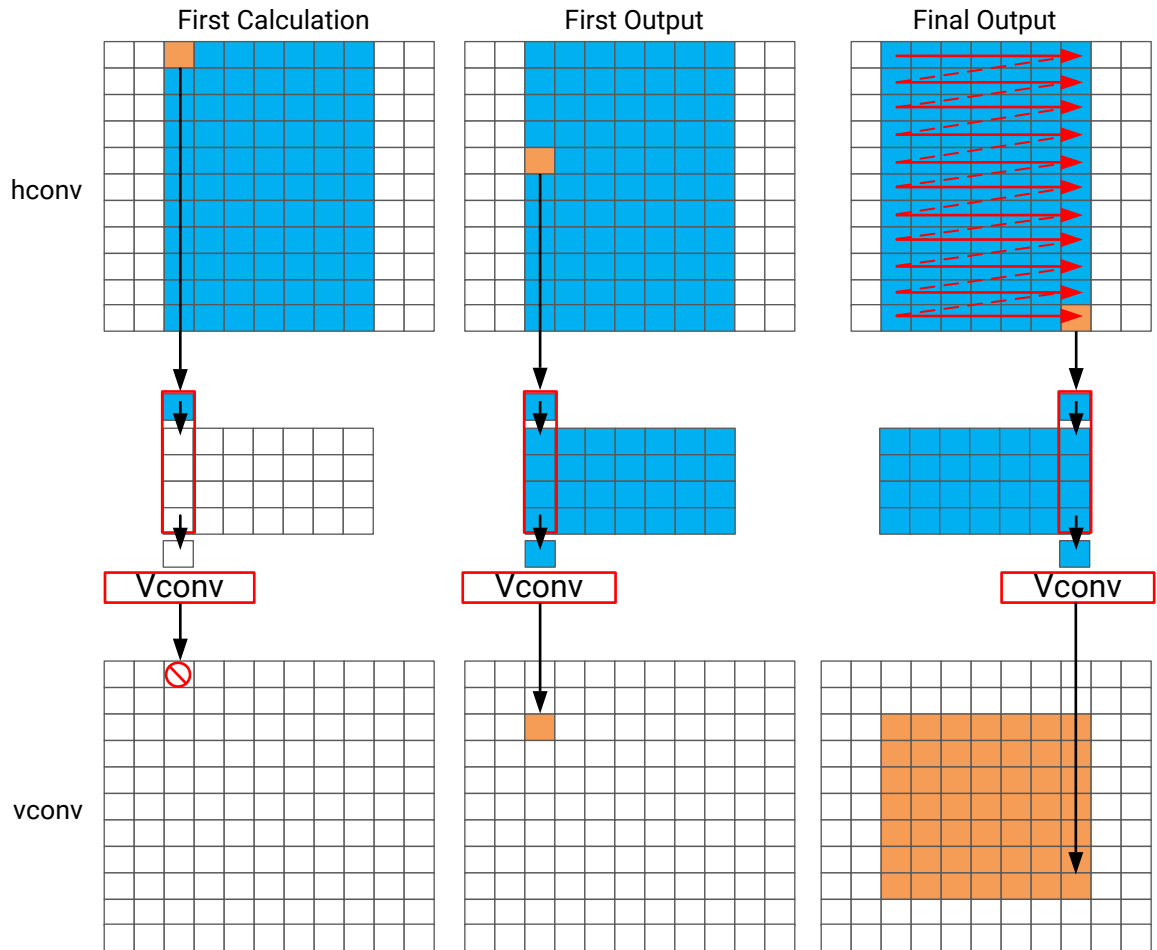 First Calculation
First Output
Final Output
hconv
Vconv
Vconv
Vconv
vconv